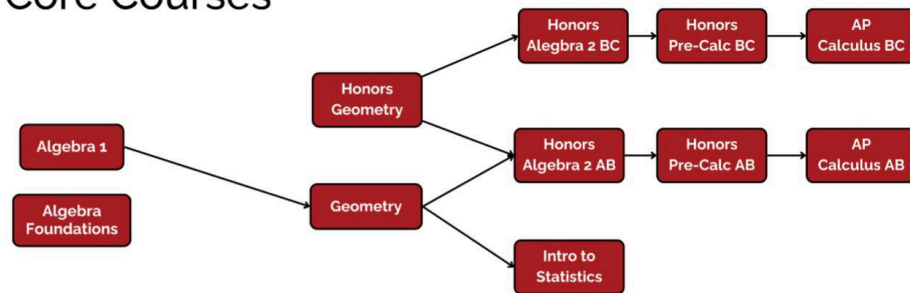 Core Courses
Honors
Alegbra 2 BC
Honors
Pre-Calc BC
AP
Calculus BC
Honors
Geometry
Algebra 1
Honors
Algebra 2 AB
Honors
Pre-Calc AB
AP
Calculus AB
Geometry
Algebra
Foundations
Intro to
Statistics